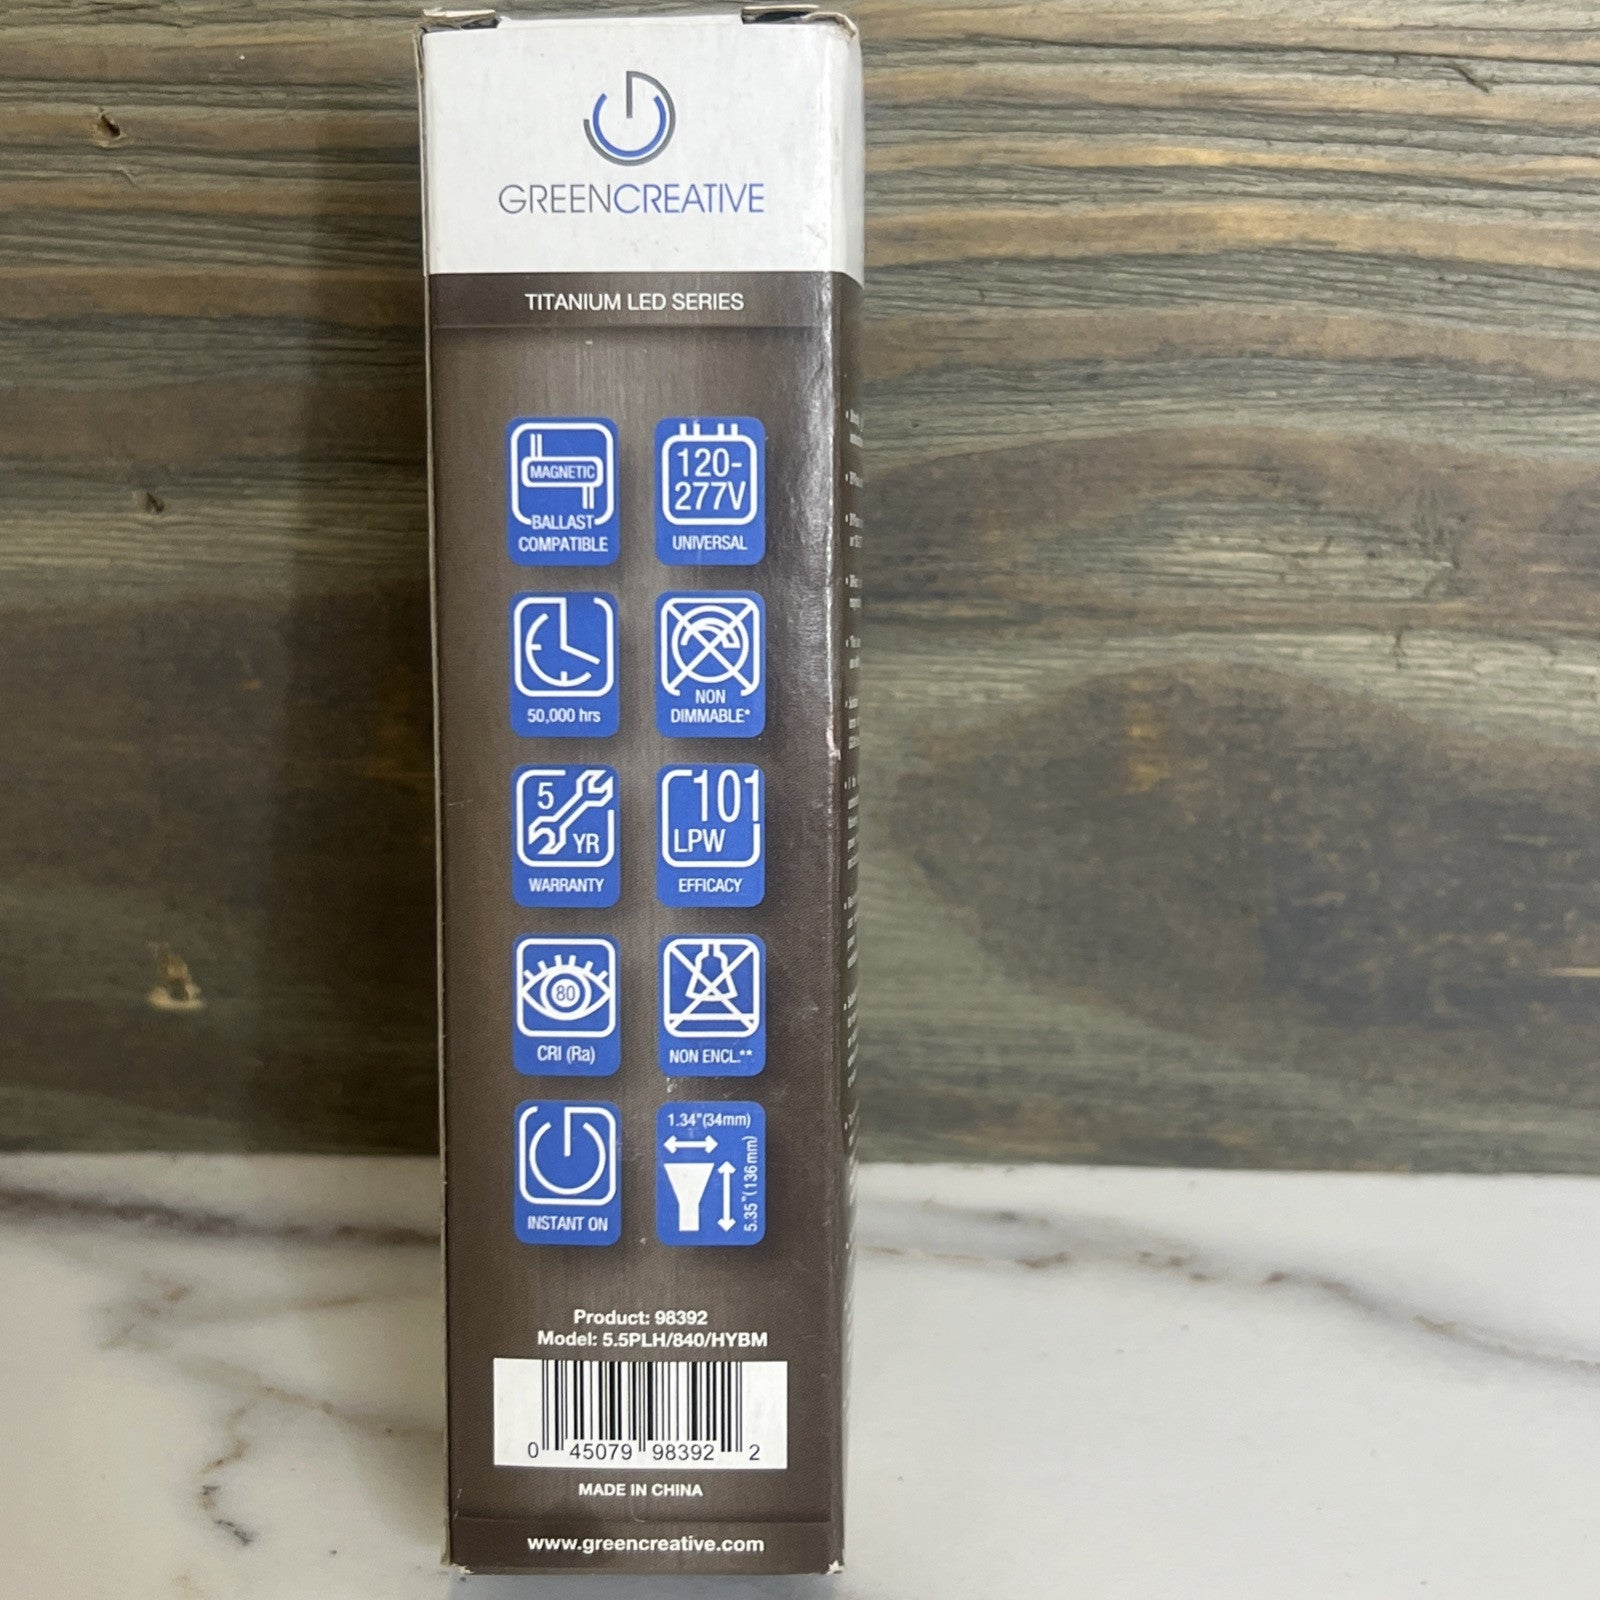 GREENCREATIVE
TITANIUM LED SERIES
MAGNETIC
BALLAST
COMPATIBLE
120-
277V
UNIVERSAL
50,000 hrs
NON
DIMMABLE*
5
YR
WARRANTY
101
LPW
EFFICACY
80
CRI (Ra)
NON ENCL.**
INSTANT ON
1.34"(34mm)
5.35"(136mm)
Product: 98392
Model: 5.5PLH/840/HYBM
0 45079 98392 2
MADE IN CHINA
www.greencreative.com